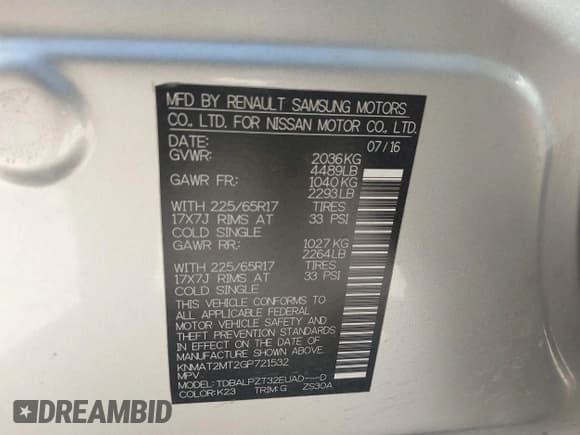 MFD BY RENAULT SAMSUNG MOTORS
CO., LTD. FOR NISSAN MOTOR CO., LTD.
DATE: 07/16
GVWR: 2036KG
4489LB
GAWR FR: 1040KG
2293LB
WITH 225/65R17 TIRES
17X7J RIMS AT 33 PSI
COLD SINGLE
GAWR RR: 1027KG
2264LB
WITH 225/65R17 TIRES
17X7J RIMS AT 33 PSI
COLD SINGLE
THIS VEHICLE CONFORMS TO
ALL APPLICABLE FEDERAL
MOTOR VEHICLE SAFETY AND
THEFT PREVENTION STANDARDS
IN EFFECT ON THE DATE OF
MANUFACTURE SHOWN ABOVE.
KNMAT2MT2GP721532
MPV
MODEL:TDBALPZT32EUAD---D
COLOR:K23 TRIM:G ZS30A
SOLD BEFORE